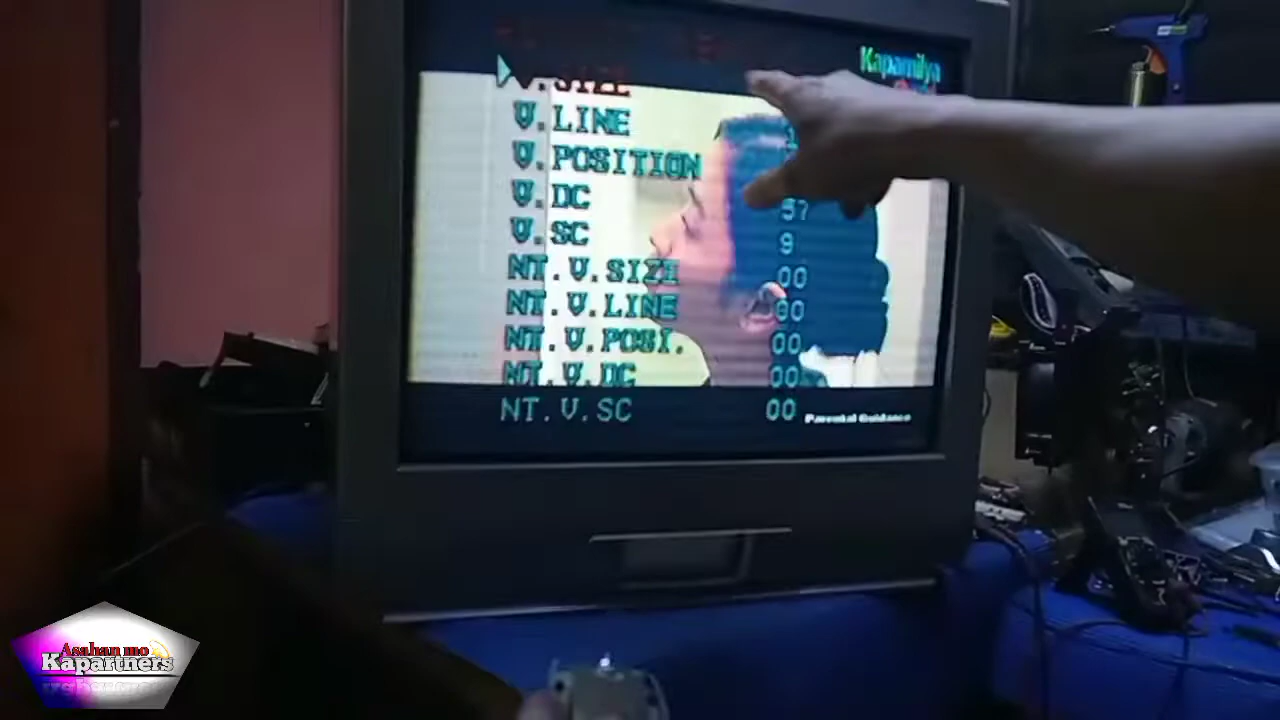 Kapamilya
V.SIZE
V.LINE
V.POSITION
V.DC 57
V.SC 9
NT.V.SIZE 00
NT.V.LINE 00
NT.V.POSI. 00
NT.V.DC 00
NT.V.SC 00
Parental Guidance
Asahan mo
Kapartners